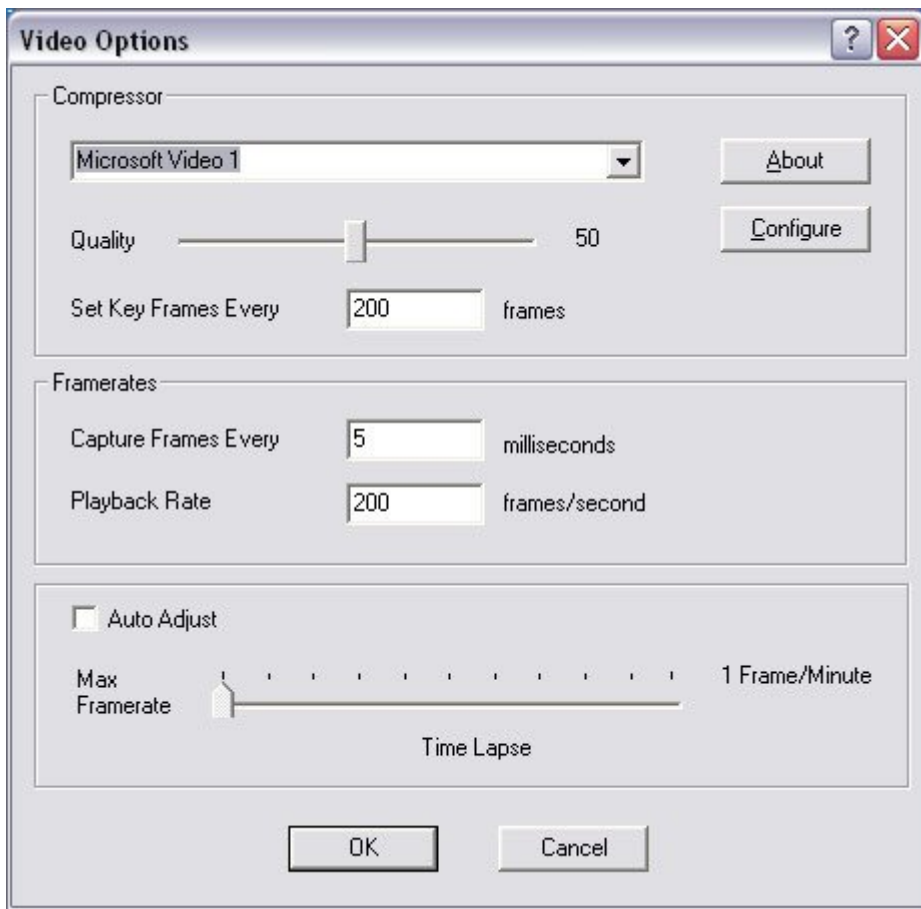 Video Options
Compressor
Microsoft Video 1
About
Quality 50
Configure
Set Key Frames Every 200 frames
Framerates
Capture Frames Every 5 milliseconds
Playback Rate 200 frames/second
Auto Adjust
Max
Framerate
1 Frame/Minute
Time Lapse
OK Cancel